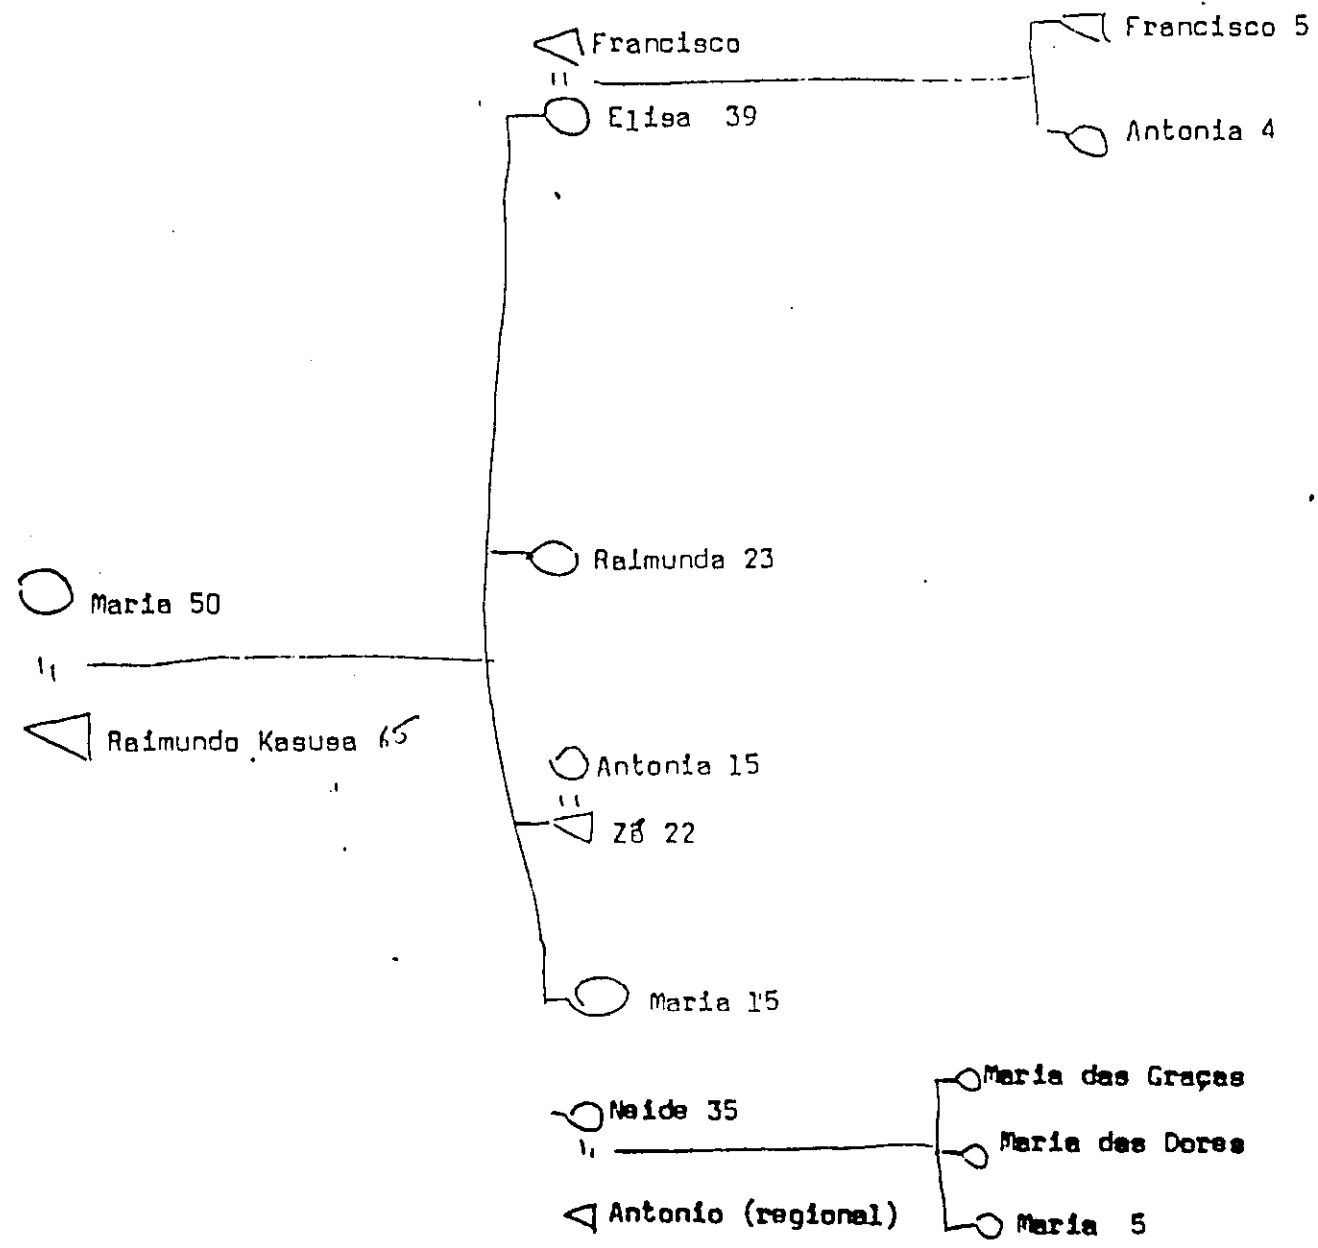 Francisco
Francisco 5
Elisa 39
Antonia 4
Raimunda 23
Maria 50
Raimundo Kasusa 65
Antonia 15
Zé 22
Maria 15
Maria das Graças
Neide 35
Maria das Dores
Antonio (regional)
Maria 5